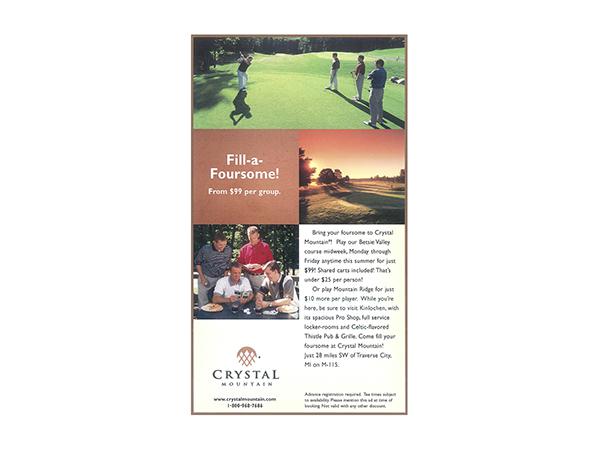 Fill-a-
Foursome!
From $99 per group.
Bring your foursome to Crystal
Mountain℠! Play our Betsie Valley
course midweek, Monday through
Friday anytime this summer for just
$99! Shared carts included! That's
under $25 per person!
Or play Mountain Ridge for just
$10 more per player. While you're
here, be sure to visit Kinlochen, with
its spacious Pro Shop, full service
locker-rooms and Celtic-flavored
Thistle Pub & Grille. Come fill your
foursome at Crystal Mountain!
Just 28 miles SW of Traverse City,
MI on M-115.
CRYSTAL
MOUNTAIN
www.crystalmountain.com
1-800-968-7686
Advance registration required. Tee times subject
to availability. Please mention this ad at time of
booking. Not valid with any other discount.